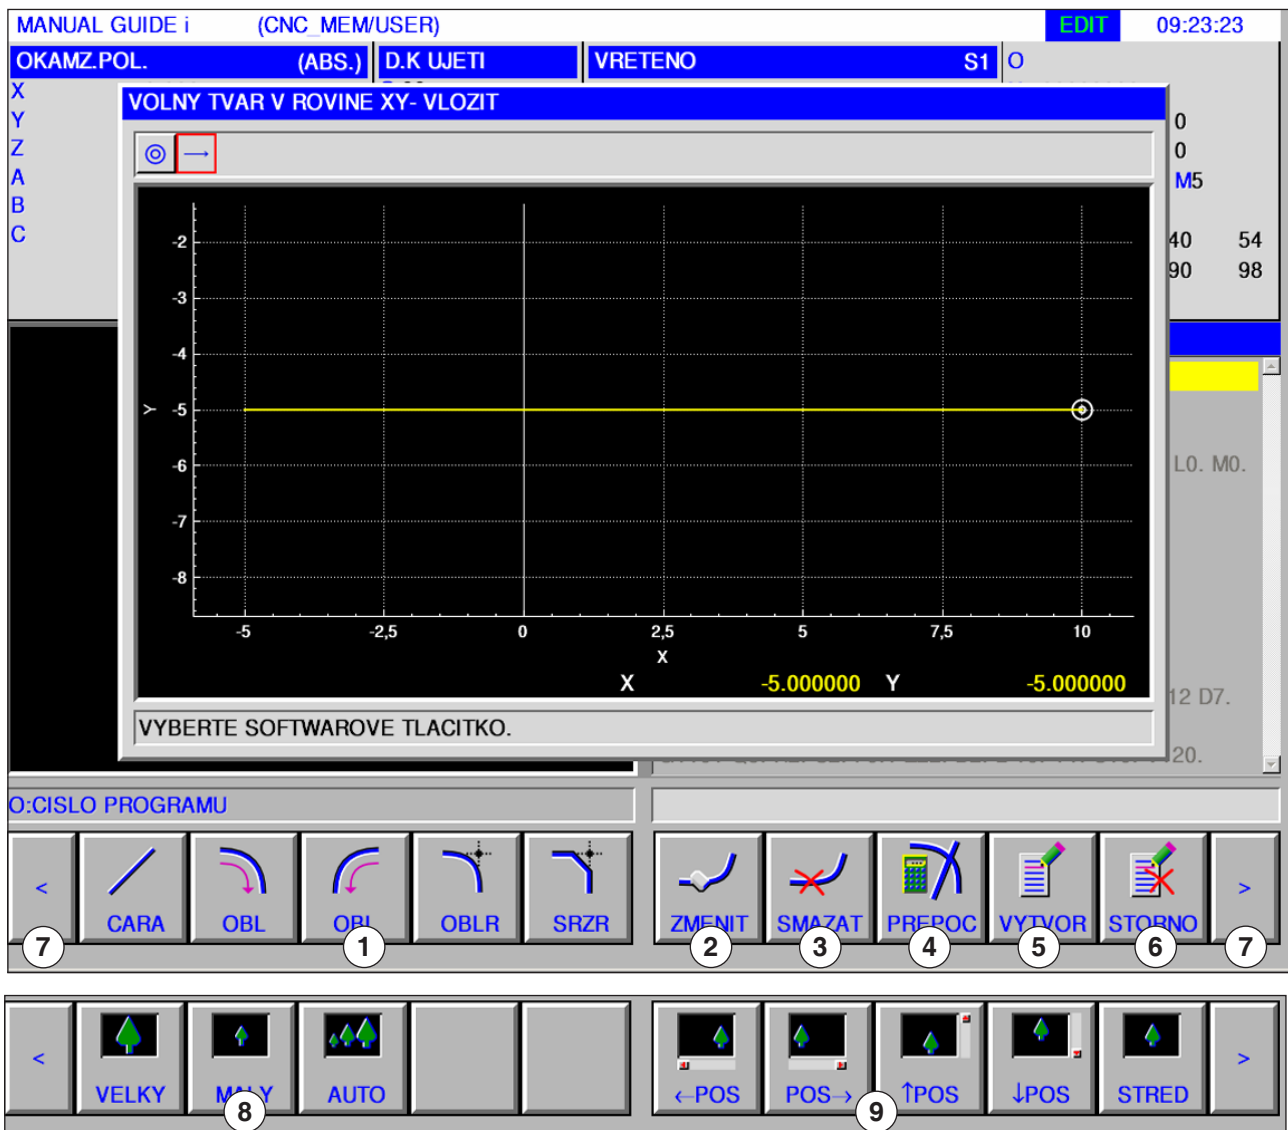 MANUAL GUIDE i (CNC_MEM/USER) EDIT 09:23:23
OKAMZ.POL. (ABS.) D.K UJETI VRETENO S1 O
X
Y 0
Z 0
A M5
B
C 40 54
90 98
VOLNY TVAR V ROVINE XY- VLOZIT
-2
-3
-4
Y -5
-6
-7
-8
-5 -2,5 0 2,5 5 7,5 10
X
X -5.000000 Y -5.000000
VYBERTE SOFTWAROVE TLACITKO.
L0. M0.
12 D7.
20.
O:CISLO PROGRAMU
< CARA OBL OBL OBLR SRZR ZMENIT SMAZAT PREPOC VYTVOR STORNO >
7 1 2 3 4 5 6 7
< VELKY MALY AUTO ←POS POS→ ↑POS ↓POS STRED >
8 9